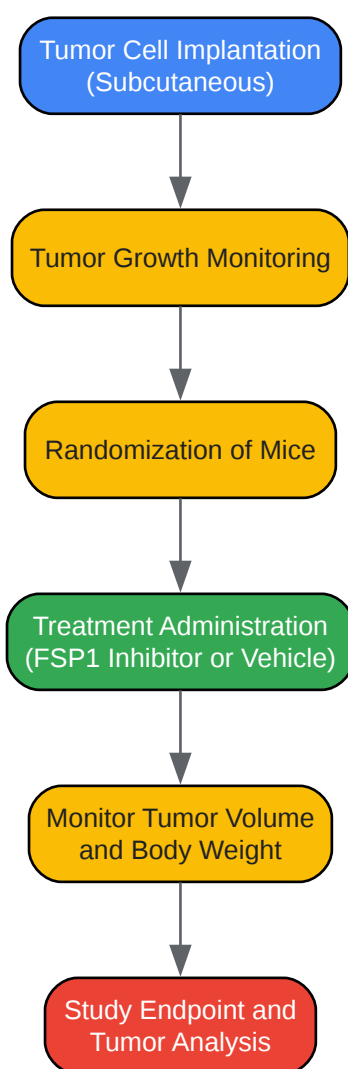 Tumor Cell Implantation
(Subcutaneous)
Tumor Growth Monitoring
Randomization of Mice
Treatment Administration
(FSP1 Inhibitor or Vehicle)
Monitor Tumor Volume
and Body Weight
Study Endpoint and
Tumor Analysis